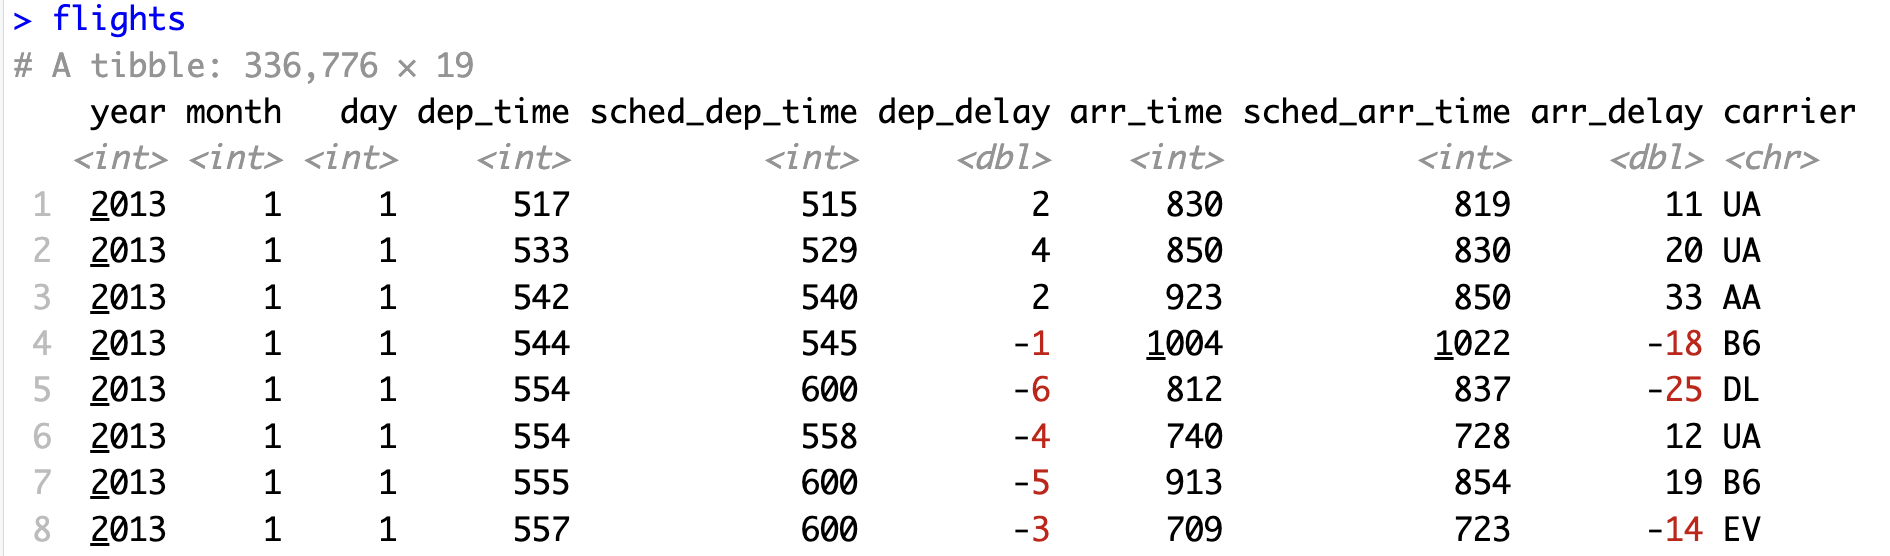 > flights
# A tibble: 336,776 × 19
year month day dep_time sched_dep_time dep_delay arr_time sched_arr_time arr_delay carrier
<int> <int> <int> <int> <int> <dbl> <int> <int> <dbl> <chr>
1 2013 1 1 517 515 2 830 819 11 UA
2 2013 1 1 533 529 4 850 830 20 UA
3 2013 1 1 542 540 2 923 850 33 AA
4 2013 1 1 544 545 -1 1004 1022 -18 B6
5 2013 1 1 554 600 -6 812 837 -25 DL
6 2013 1 1 554 558 -4 740 728 12 UA
7 2013 1 1 555 600 -5 913 854 19 B6
8 2013 1 1 557 600 -3 709 723 -14 EV